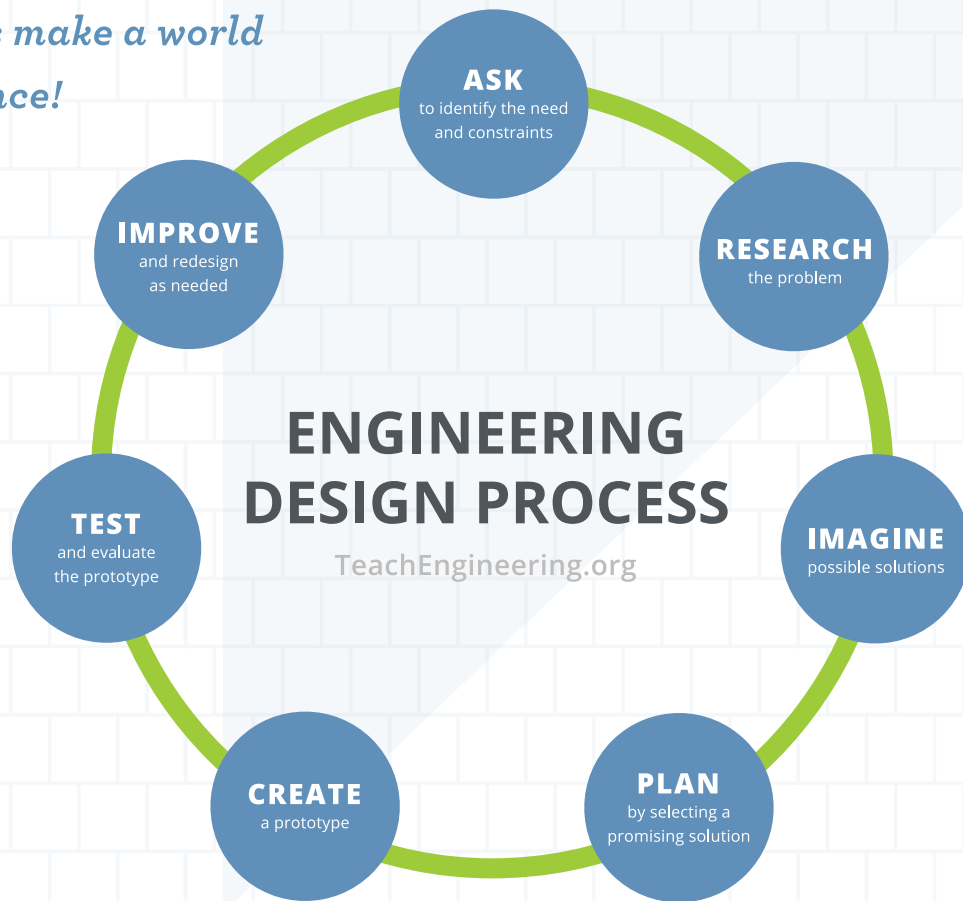 make a world
ASK
to identify the need
and constraints
RESEARCH
the problem
IMAGINE
possible solutions
PLAN
by selecting a
promising solution
CREATE
a prototype
TEST
and evaluate
the prototype
IMPROVE
and redesign
as needed
ENGINEERING
DESIGN PROCESS
TeachEngineering.org